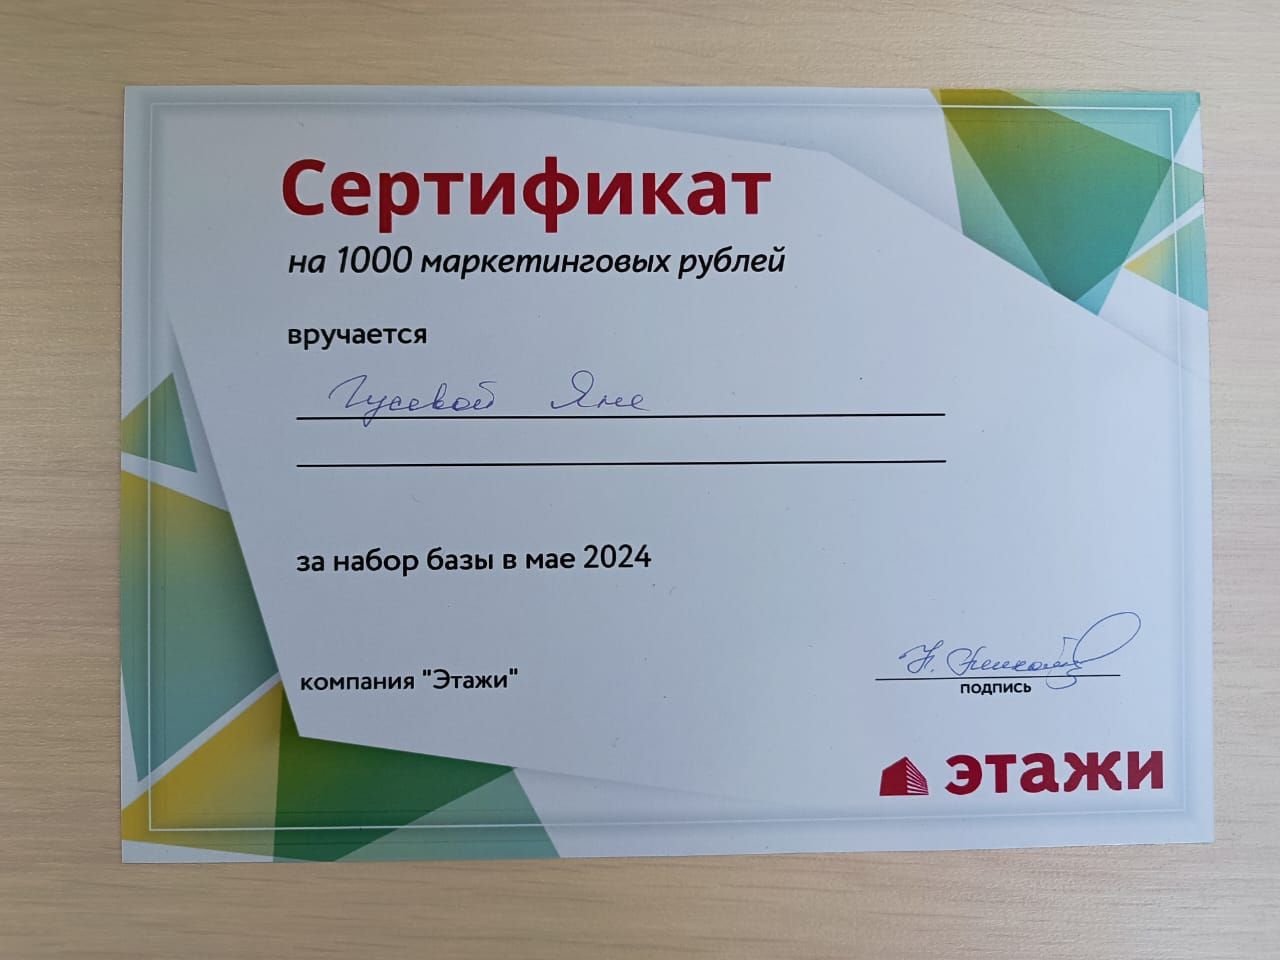 Сертификат
на 1000 маркетинговых рублей
вручается
Гусевой Яне
за набор базы в мае 2024
компания "Этажи"
подпись
этажи